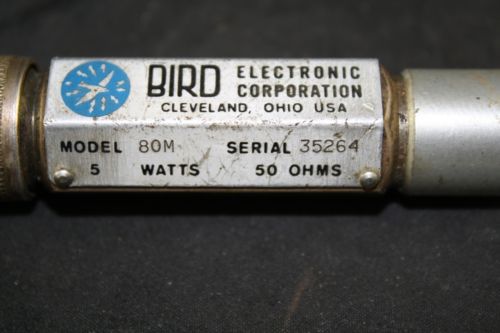 BIRD ELECTRONIC
CORPORATION
CLEVELAND, OHIO USA
MODEL 80M SERIAL 35264
5 WATTS 50 OHMS